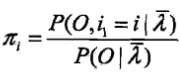 π_i = P(O, i_1 = i | λ̄) / P(O | λ̄)